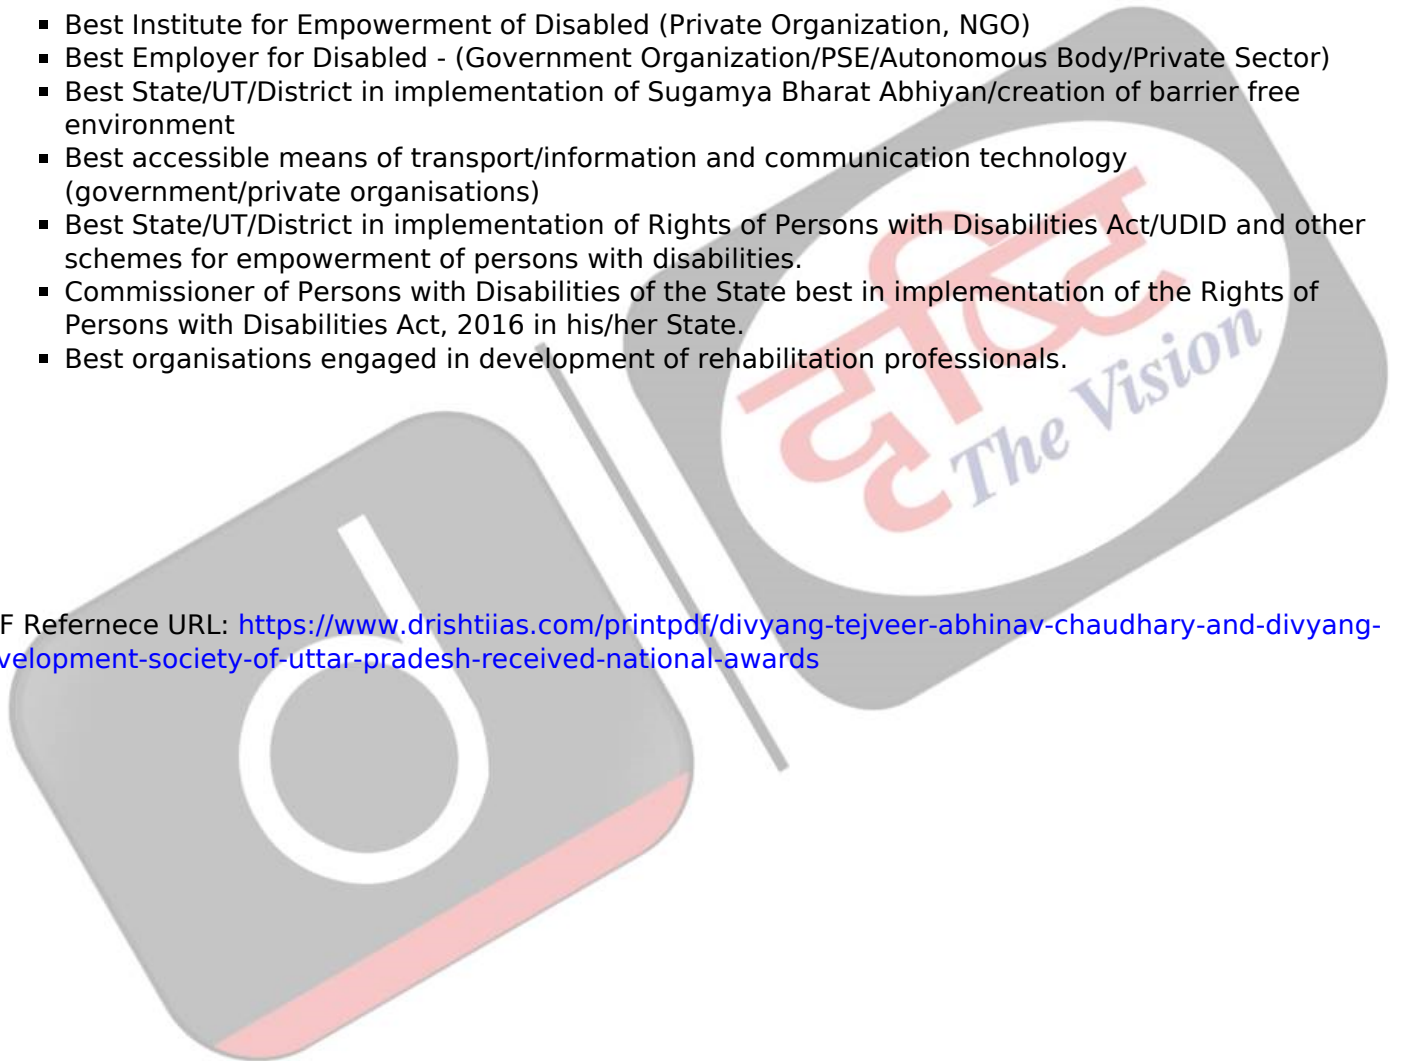 Best Institute for Empowerment of Disabled (Private Organization, NGO)
Best Employer for Disabled - (Government Organization/PSE/Autonomous Body/Private Sector)
Best State/UT/District in implementation of Sugamya Bharat Abhiyan/creation of barrier free
environment
Best accessible means of transport/information and communication technology
(government/private organisations)
Best State/UT/District in implementation of Rights of Persons with Disabilities Act/UDID and other
schemes for empowerment of persons with disabilities.
Commissioner of Persons with Disabilities of the State best in implementation of the Rights of
Persons with Disabilities Act, 2016 in his/her State.
Best organisations engaged in development of rehabilitation professionals.
दृष्टि
The Vision
d
F Refernece URL: https://www.drishtiias.com/printpdf/divyang-tejveer-abhinav-chaudhary-and-divyang-
velopment-society-of-uttar-pradesh-received-national-awards